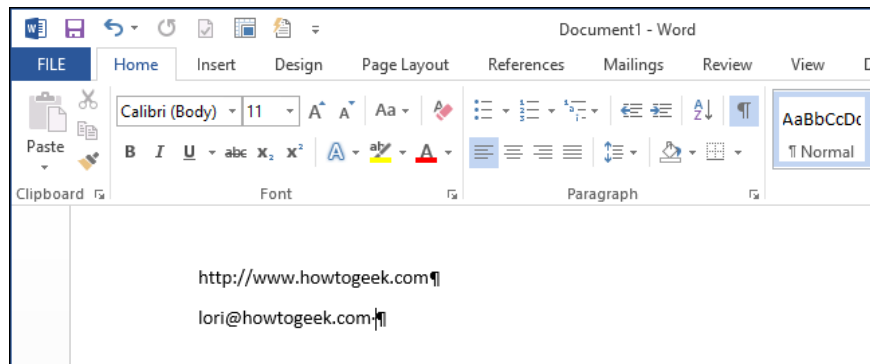 Document1 - Word
FILE Home Insert Design Page Layout References Mailings Review View
Calibri (Body) 11 A A Aa A Z ¶ AaBbCcDc
Paste B I U abc x₂ x² A ab A ¶ Normal
Clipboard Font Paragraph
http://www.howtogeek.com¶
lori@howtogeek.com·¶